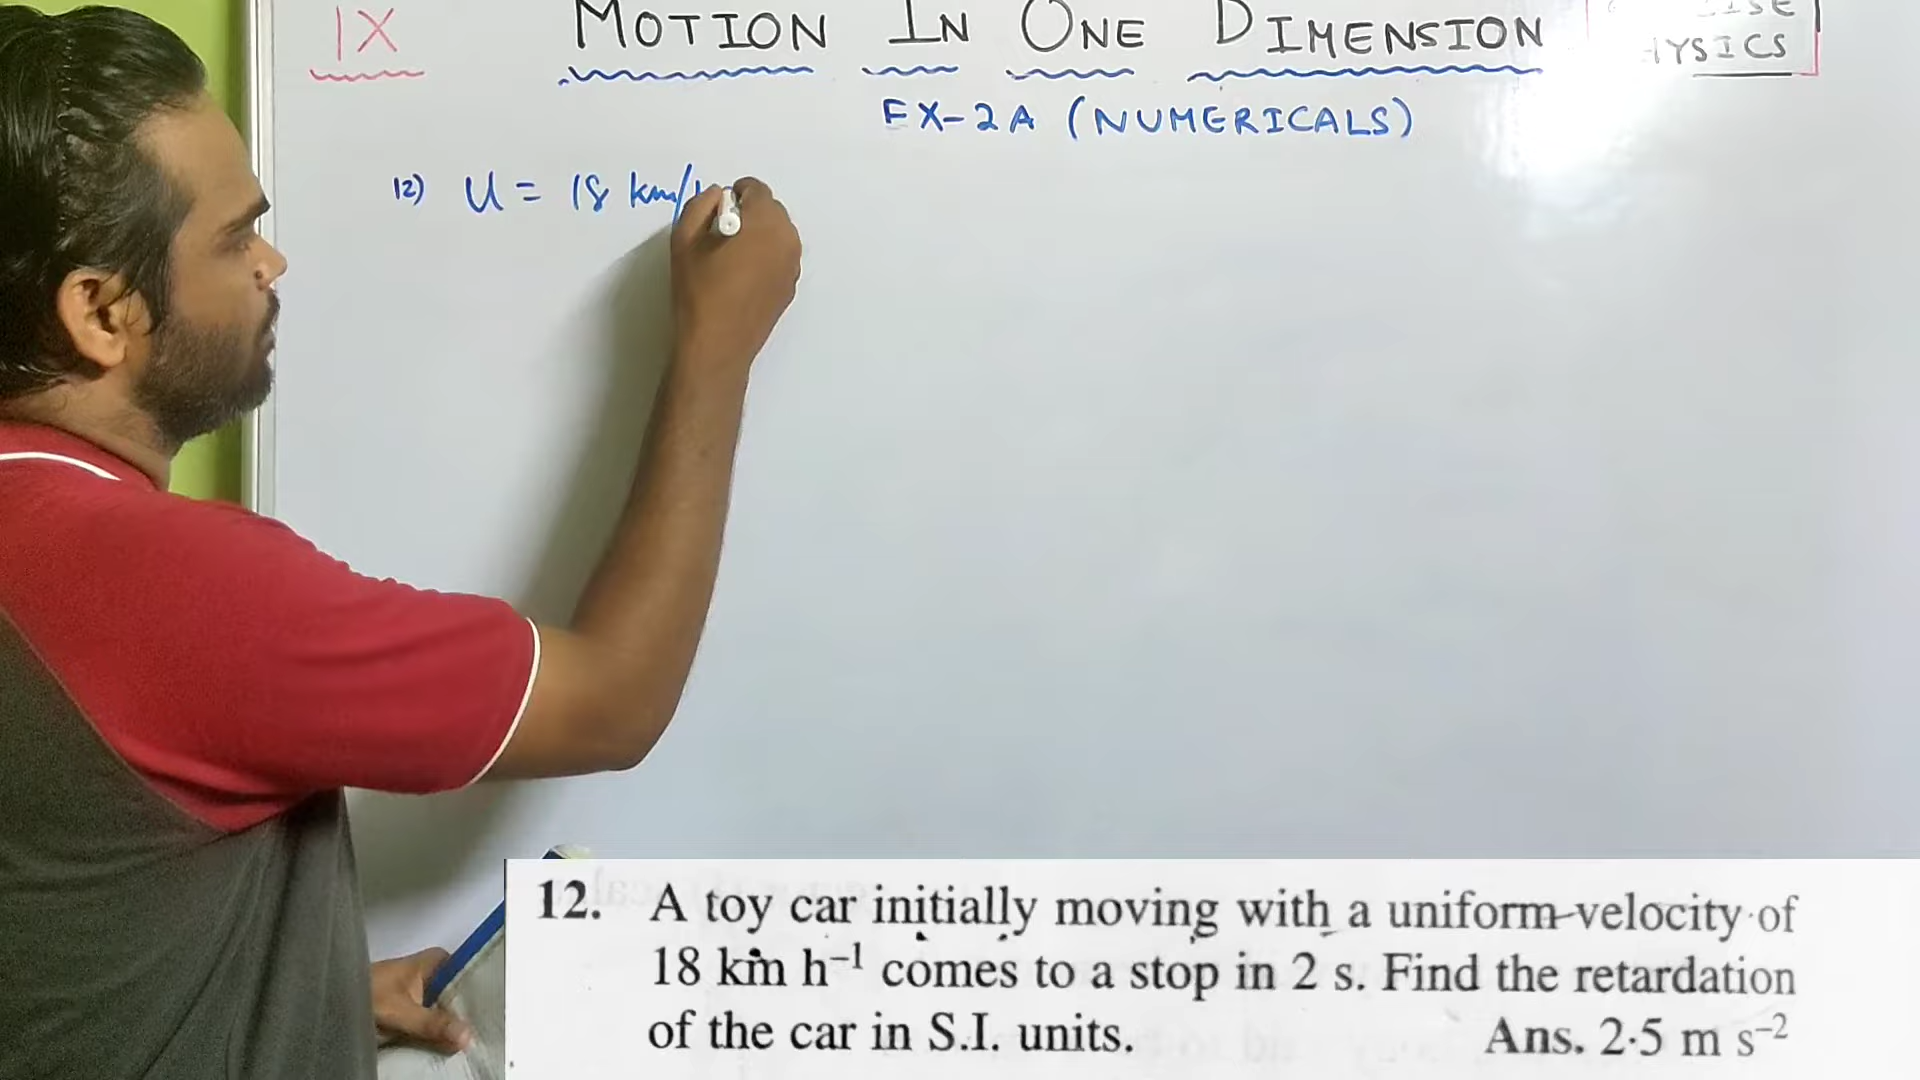 IX
MOTION IN ONE DIMENSION
PHYSICS
EX-2A (NUMERICALS)
12) U = 18 km/
12. A toy car initially moving with a uniform velocity of
18 km h⁻¹ comes to a stop in 2 s. Find the retardation
of the car in S.I. units. Ans. 2·5 m s⁻²